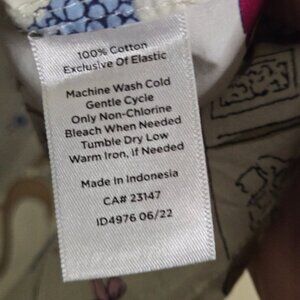 100% Cotton
Exclusive Of Elastic
Machine Wash Cold
Gentle Cycle
Only Non-Chlorine
Bleach When Needed
Tumble Dry Low
Warm Iron, If Needed
Made In Indonesia
CA# 23147
ID4976 06/22